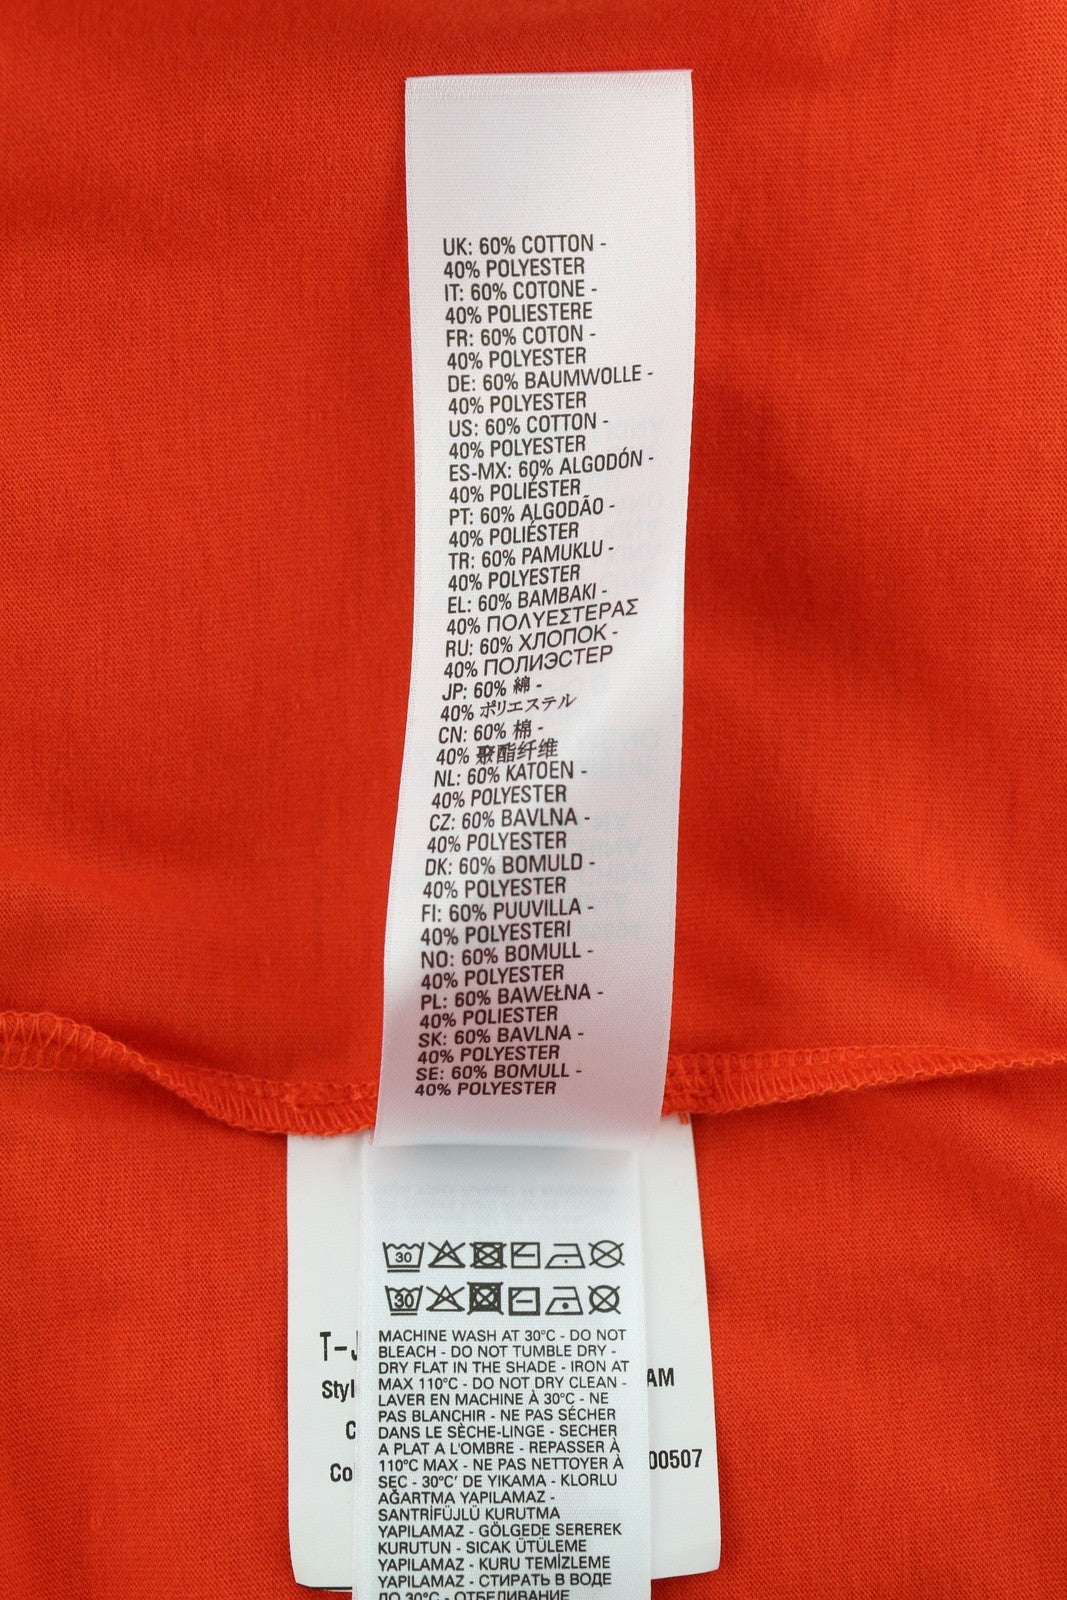 UK: 60% COTTON -
40% POLYESTER
IT: 60% COTONE -
40% POLIESTERE
FR: 60% COTON -
40% POLYESTER
DE: 60% BAUMWOLLE -
40% POLYESTER
US: 60% COTTON -
40% POLYESTER
ES-MX: 60% ALGODÓN -
40% POLIÉSTER
PT: 60% ALGODÃO -
40% POLIÉSTER
TR: 60% PAMUKLU -
40% POLYESTER
EL: 60% ΒΑΜΒΑΚΙ -
40% ΠΟΛΥΕΣΤΕΡΑΣ
RU: 60% ХЛОПОК -
40% ПОЛИЭСТЕР
JP: 60% 綿 -
40% ポリエステル
CN: 60% 棉 -
40% 聚酯纤维
NL: 60% KATOEN -
40% POLYESTER
CZ: 60% BAVLNA -
40% POLYESTER
DK: 60% BOMULD -
40% POLYESTER
FI: 60% PUUVILLA -
40% POLYESTERI
NO: 60% BOMULL -
40% POLYESTER
PL: 60% BAWEŁNA -
40% POLIESTER
SK: 60% BAVLNA -
40% POLYESTER
SE: 60% BOMULL -
40% POLYESTER
30
30
MACHINE WASH AT 30°C - DO NOT
BLEACH - DO NOT TUMBLE DRY -
DRY FLAT IN THE SHADE - IRON AT
MAX 110°C - DO NOT DRY CLEAN -
LAVER EN MACHINE À 30°C - NE
PAS BLANCHIR - NE PAS SÉCHER
DANS LE SÈCHE-LINGE - SECHER
A PLAT A L'OMBRE - REPASSER À
110°C MAX - NE PAS NETTOYER À
SEC - 30°C' DE YIKAMA - KLORLU
AĞARTMA YAPILAMAZ -
SANTRİFÜJLÜ KURUTMA
YAPILAMAZ - GÖLGEDE SEREREK
KURUTUN - SICAK ÜTÜLEME
YAPILAMAZ - KURU TEMİZLEME
YAPILAMAZ - СТИРАТЬ В ВОДЕ
ДО 30°C - ОТБЕЛИВАНИЕ
T-J
Styl
AM
C
Co
00507